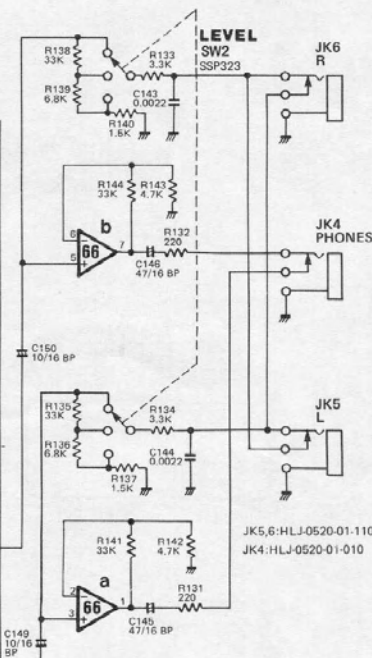 LEVEL
SW2
SSP323
R138
33K
R133
3.3K
R139
6.8K
C143
0.0022
R140
1.5K
JK6
R
R144
33K
R143
4.7K
b
6
66
7
5
R132
220
C146
47/16 BP
JK4
PHONES
C150
10/16 BP
R135
33K
R134
3.3K
R136
6.8K
C144
0.0022
R137
1.5K
JK5
L
R141
33K
R142
4.7K
JK5,6:HLJ-0520-01-110
JK4:HLJ-0520-01-010
a
2
66
1
3
R131
220
C145
47/16 BP
C149
10/16
BP